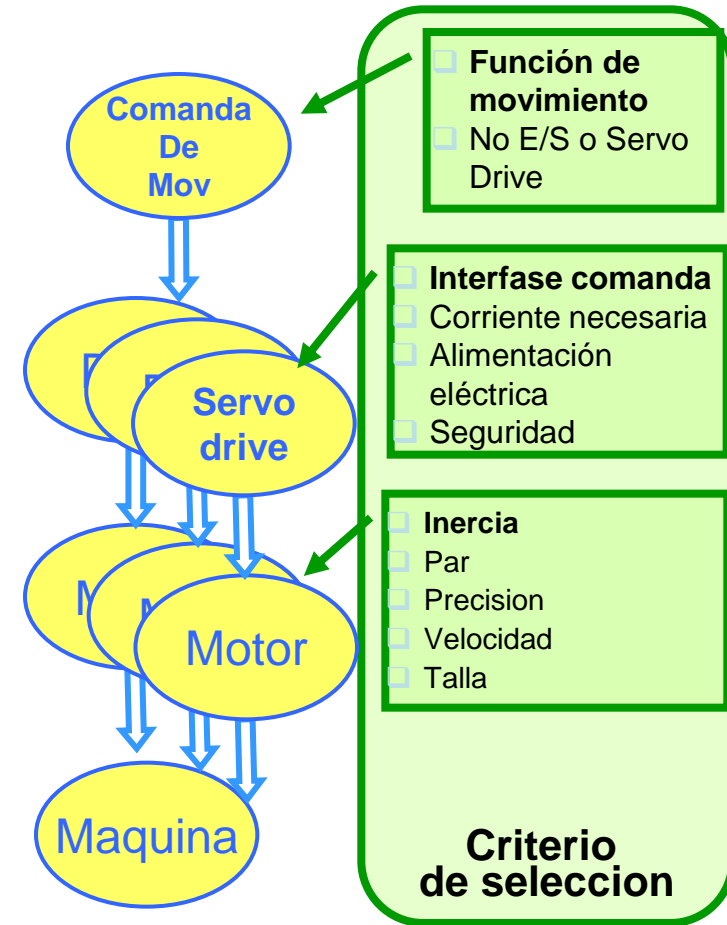 Comanda
De
Mov
Servo
drive
Motor
Maquina
Función de
movimiento
No E/S o Servo
Drive
Interfase comanda
Corriente necesaria
Alimentación
eléctrica
Seguridad
Inercia
Par
Precision
Velocidad
Talla
Criterio
de seleccion